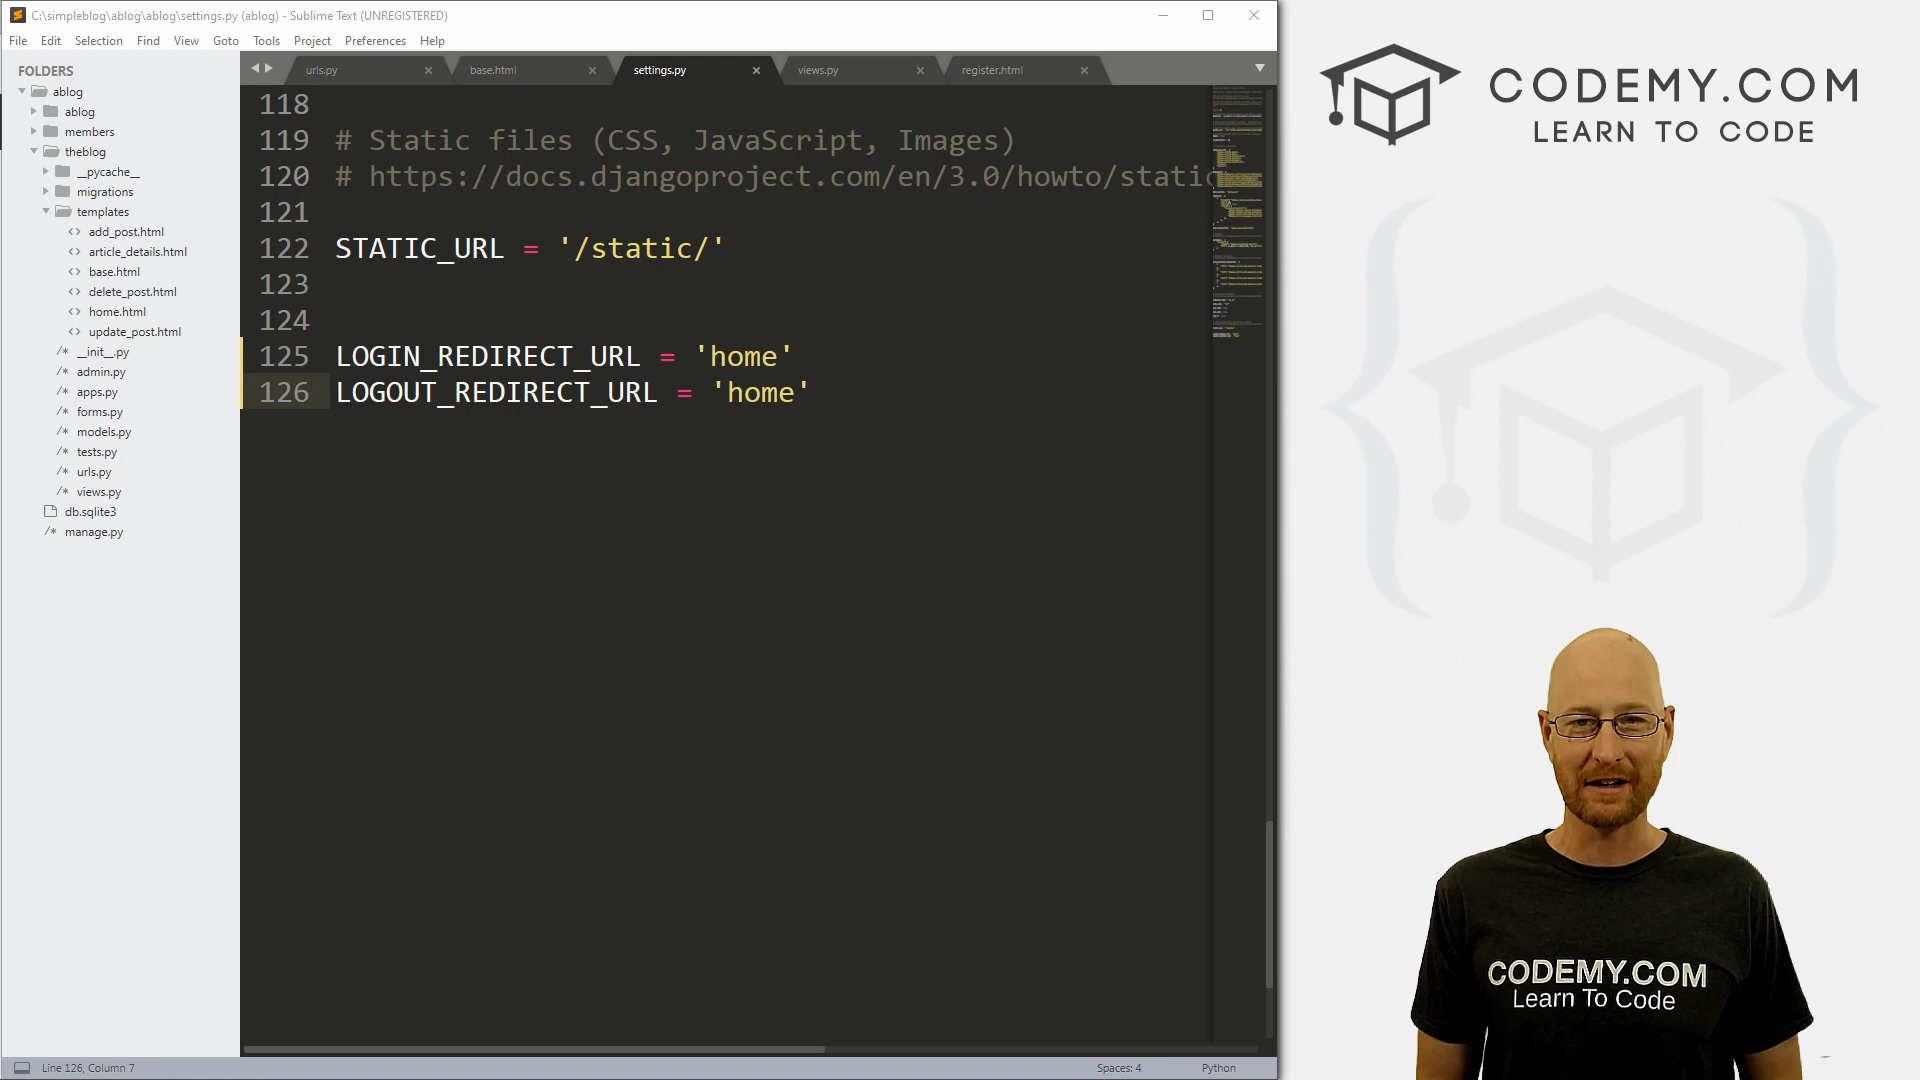 C:\simpleblog\ablog\ablog\settings.py (ablog) - Sublime Text (UNREGISTERED)
File Edit Selection Find View Goto Tools Project Preferences Help
FOLDERS
ablog
ablog
members
theblog
__pycache__
migrations
templates
add_post.html
article_details.html
base.html
delete_post.html
home.html
update_post.html
__init__.py
admin.py
apps.py
forms.py
models.py
tests.py
urls.py
views.py
db.sqlite3
manage.py
urls.py base.html settings.py views.py register.html
118
119 # Static files (CSS, JavaScript, Images)
120 # https://docs.djangoproject.com/en/3.0/howto/static
121
122 STATIC_URL = '/static/'
123
124
125 LOGIN_REDIRECT_URL = 'home'
126 LOGOUT_REDIRECT_URL = 'home'
Line 126, Column 7
Spaces: 4
Python
CODEMY.COM
LEARN TO CODE
CODEMY.COM
Learn To Code